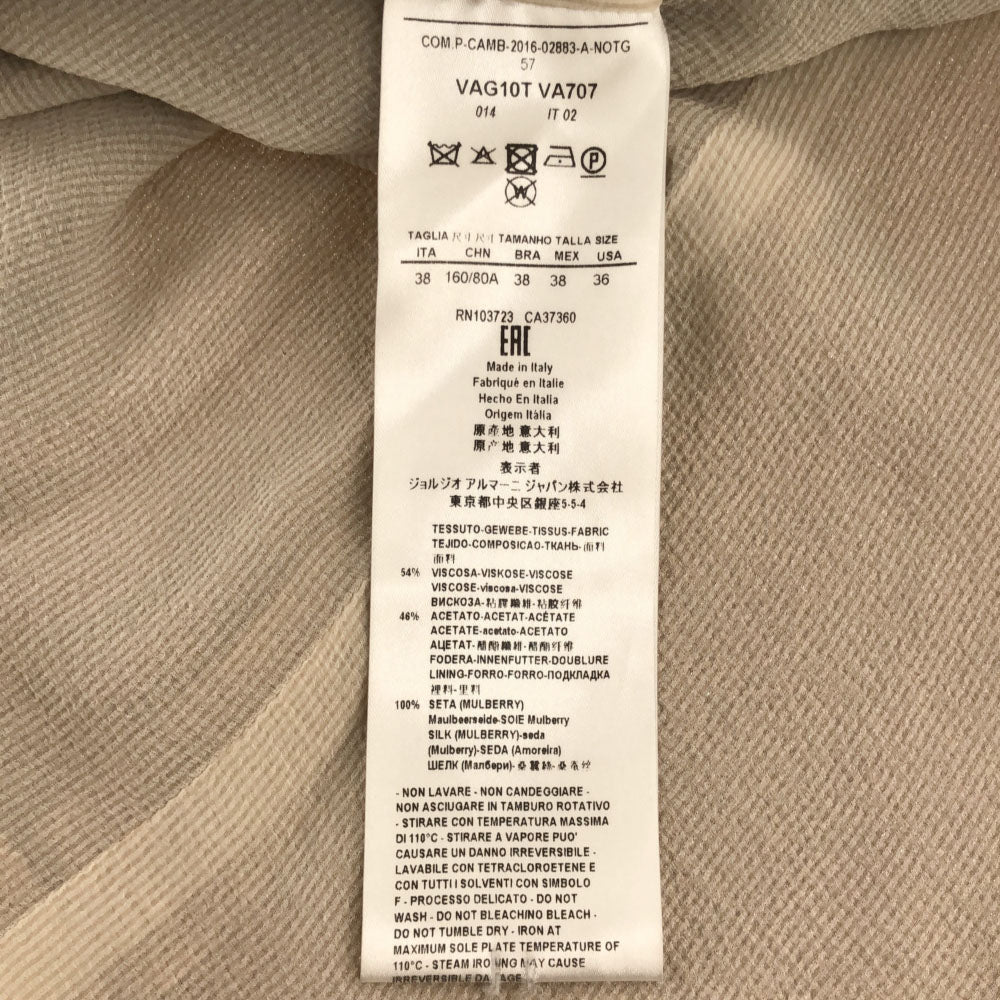 COM.P-CAMB-2016-02883-A-NOTG
57
VAG10T VA707
014 IT 02
P
W
TAGLIA 尺寸 尺寸 TAMANHO TALLA SIZE
ITA CHN BRA MEX USA
38 160/80A 38 38 36
RN103723 CA37360
EAC
Made in Italy
Fabriqué en Italie
Hecho En Italia
Origem Itália
原產地 意大利
原产地 意大利
表示者
ジョルジオ アルマーニ ジャパン株式会社
東京都中央区銀座5-5-4
TESSUTO-GEWEBE-TISSUS-FABRIC
TEJIDO-COMPOSICAO-ТКАНЬ-面料
面料
54% VISCOSA-VISKOSE-VISCOSE
VISCOSE-viscosa-VISCOSE
ВИСКОЗА-粘膠纖維-粘胶纤维
46% ACETATO-ACETAT-ACÉTATE
ACETATE-acetato-ACETATO
АЦЕТАТ-醋酯纖維-醋酯纤维
FODERA-INNENFUTTER-DOUBLURE
LINING-FORRO-FORRO-ПОДКЛАДКА
裡料-里料
100% SETA (MULBERRY)
Maulbeerseide-SOIE Mulberry
SILK (MULBERRY)-seda
(Mulberry)-SEDA (Amoreira)
ШЕЛК (Малбери)-桑蠶絲-桑蚕丝
- NON LAVARE - NON CANDEGGIARE -
NON ASCIUGARE IN TAMBURO ROTATIVO
- STIRARE CON TEMPERATURA MASSIMA
DI 110°C - STIRARE A VAPORE PUO'
CAUSARE UN DANNO IRREVERSIBILE -
LAVABILE CON TETRACLOROETENE E
CON TUTTI I SOLVENTI CON SIMBOLO
F - PROCESSO DELICATO - DO NOT
WASH - DO NOT BLEACHINO BLEACH -
DO NOT TUMBLE DRY - IRON AT
MAXIMUM SOLE PLATE TEMPERATURE OF
110°C - STEAM IRONING MAY CAUSE
IRREVERSIBLE DAMAGE